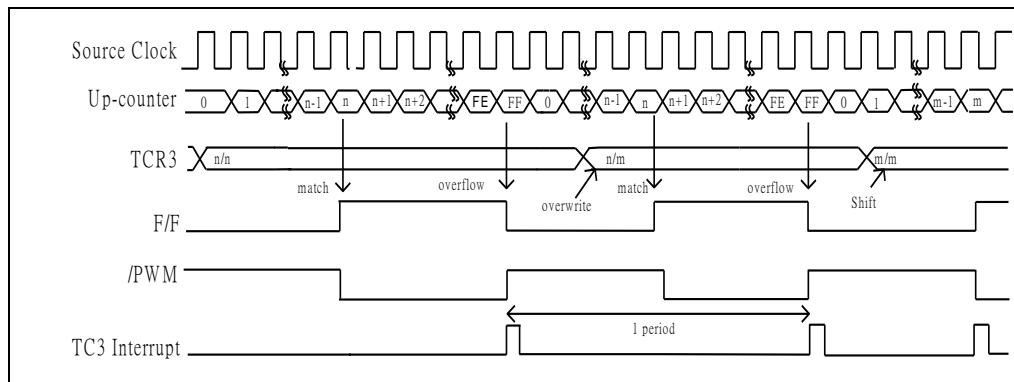 Source Clock
Up-counter 0 1 n-1 n n+1 n+2 FE FF 0 n-1 n n+1 n+2 FE FF 0 1 m-1 m
TCR3 n/n n/m m/m
match overflow overwrite match overflow Shift
F/F
/PWM
1 period
TC3 Interrupt